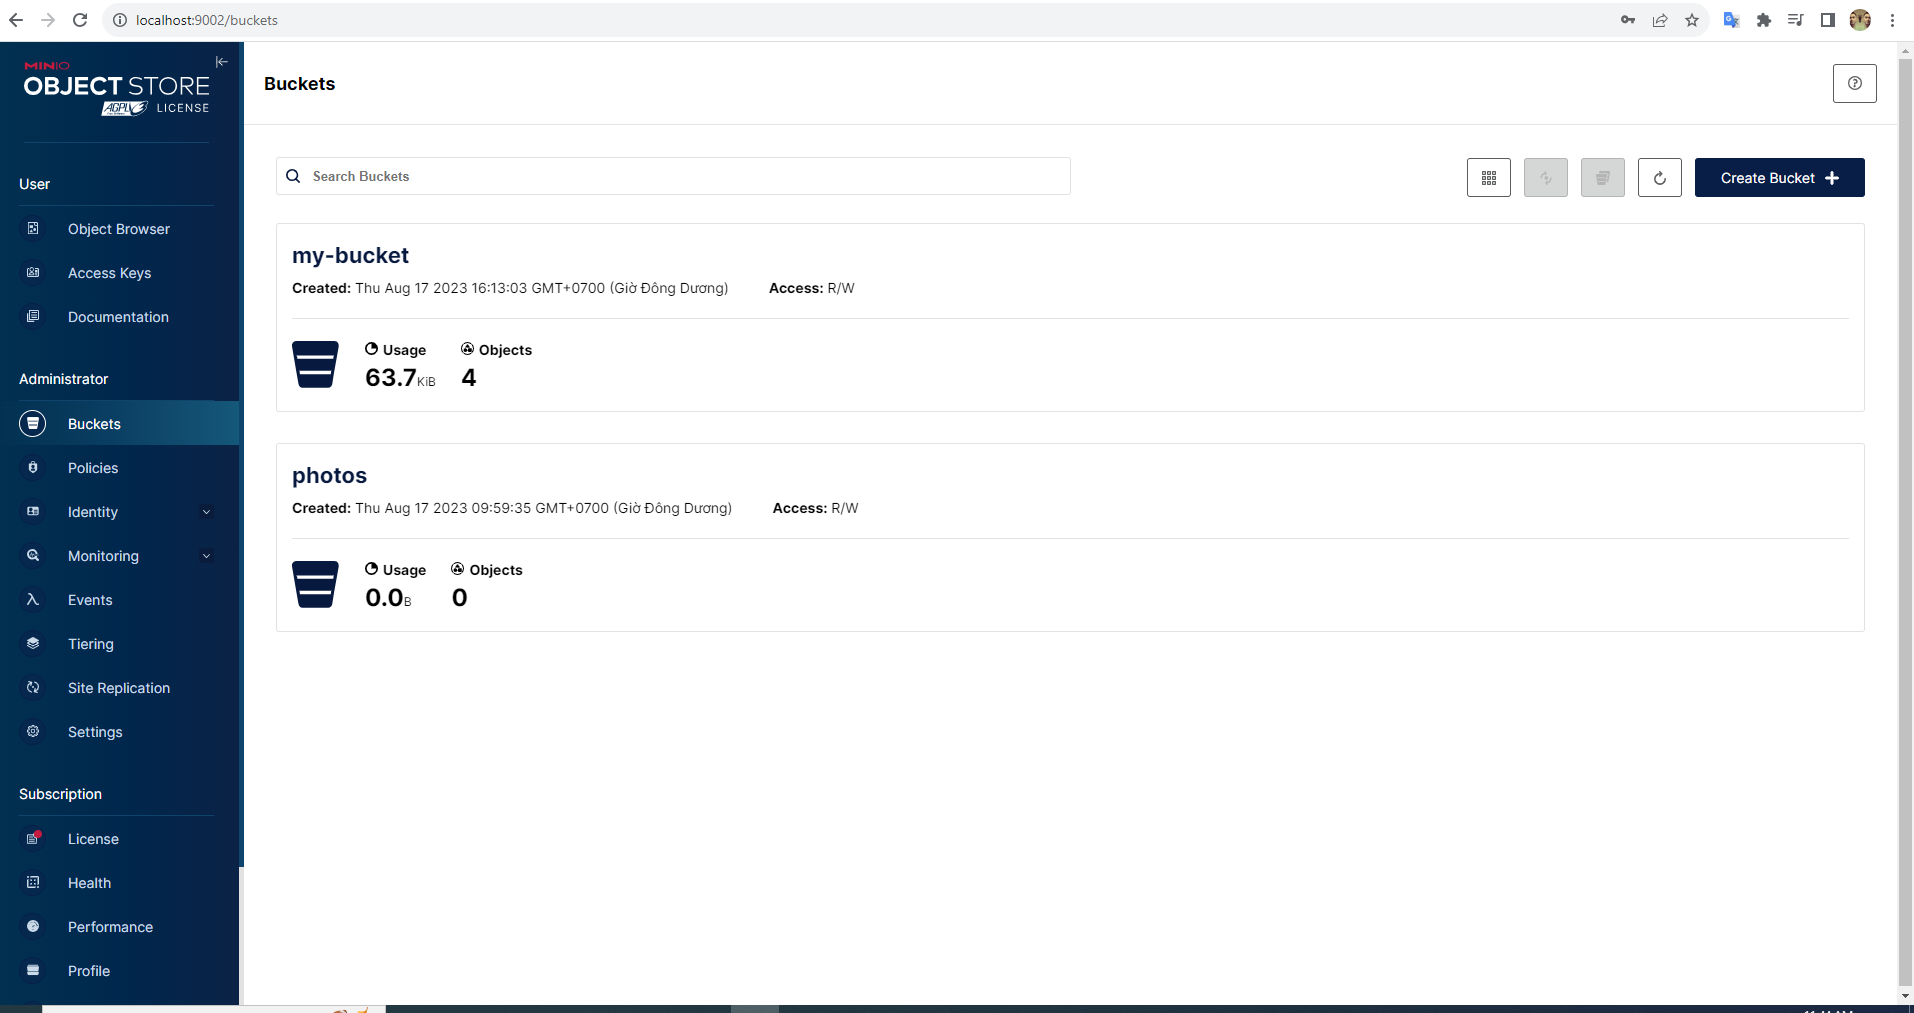 localhost:9002/buckets
MINIO
OBJECT STORE
AGPLv3 LICENSE
User
Object Browser
Access Keys
Documentation
Administrator
Buckets
Policies
Identity
Monitoring
Events
Tiering
Site Replication
Settings
Subscription
License
Health
Performance
Profile
Buckets
Search Buckets
Create Bucket
my-bucket
Created: Thu Aug 17 2023 16:13:03 GMT+0700 (Giờ Đông Dương) Access: R/W
Usage Objects
63.7KiB 4
photos
Created: Thu Aug 17 2023 09:59:35 GMT+0700 (Giờ Đông Dương) Access: R/W
Usage Objects
0.0B 0